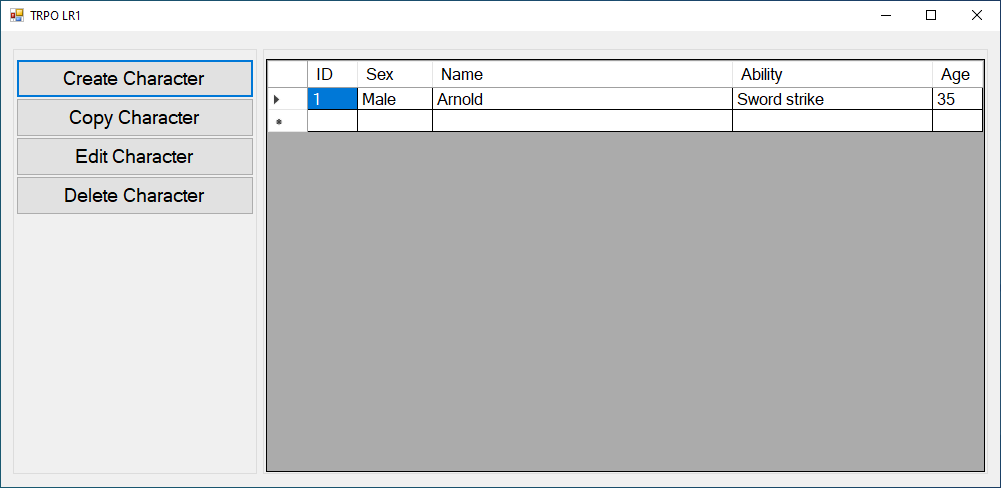 TRPO LR1
Create Character
Copy Character
Edit Character
Delete Character
ID Sex Name Ability Age
1 Male Arnold Sword strike 35